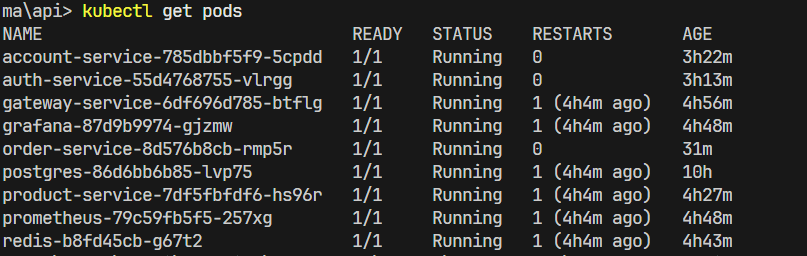 ma\api> kubectl get pods
NAME READY STATUS RESTARTS AGE
account-service-785dbbf5f9-5cpdd 1/1 Running 0 3h22m
auth-service-55d4768755-vlrgg 1/1 Running 0 3h13m
gateway-service-6df696d785-btflg 1/1 Running 1 (4h4m ago) 4h56m
grafana-87d9b9974-gjzmw 1/1 Running 1 (4h4m ago) 4h48m
order-service-8d576b8cb-rmp5r 1/1 Running 0 31m
postgres-86d6bb6b85-lvp75 1/1 Running 1 (4h4m ago) 10h
product-service-7df5fbfdf6-hs96r 1/1 Running 1 (4h4m ago) 4h27m
prometheus-79c59fb5f5-257xg 1/1 Running 1 (4h4m ago) 4h48m
redis-b8fd45cb-g67t2 1/1 Running 1 (4h4m ago) 4h43m